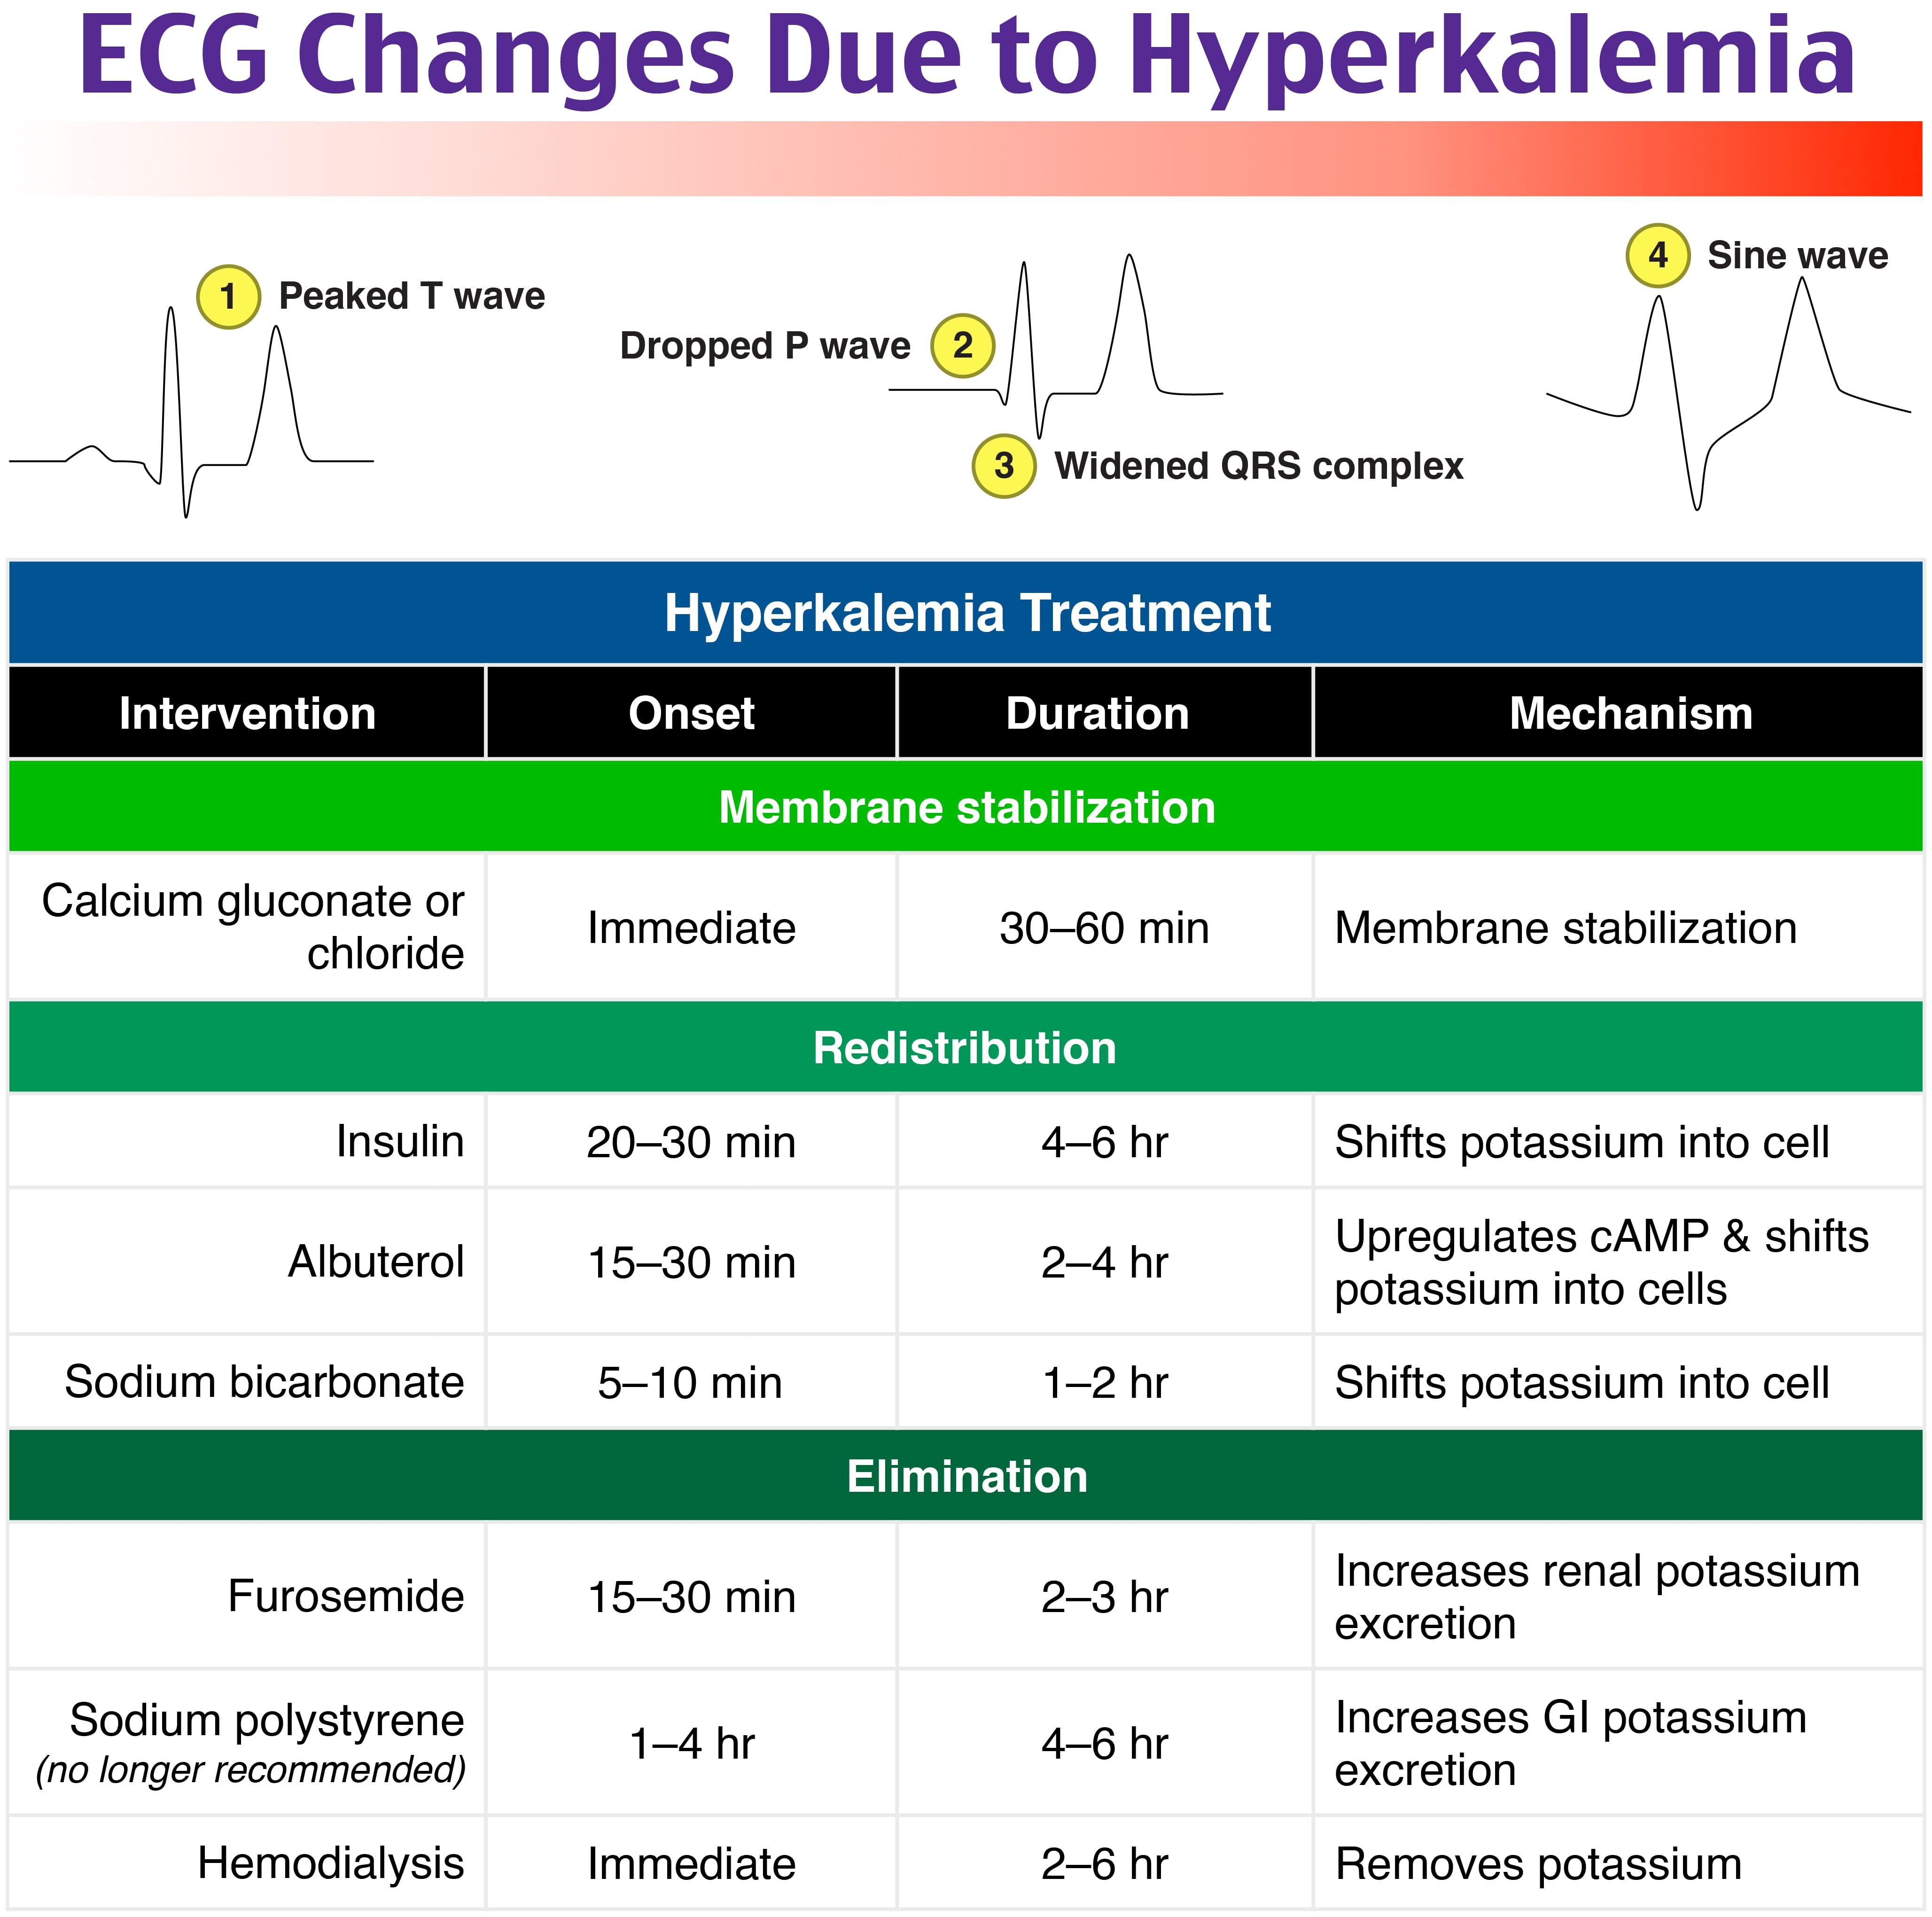 ECG Changes Due to Hyperkalemia
1 Peaked T wave
Dropped P wave 2
3 Widened QRS complex
4 Sine wave
Hyperkalemia Treatment
Intervention Onset Duration Mechanism
Membrane stabilization
Calcium gluconate or
chloride
Immediate 30–60 min Membrane stabilization
Redistribution
Insulin 20–30 min 4–6 hr Shifts potassium into cell
Albuterol 15–30 min 2–4 hr Upregulates cAMP & shifts
potassium into cells
Sodium bicarbonate 5–10 min 1–2 hr Shifts potassium into cell
Elimination
Furosemide 15–30 min 2–3 hr Increases renal potassium
excretion
Sodium polystyrene
(no longer recommended)
1–4 hr 4–6 hr Increases GI potassium
excretion
Hemodialysis Immediate 2–6 hr Removes potassium